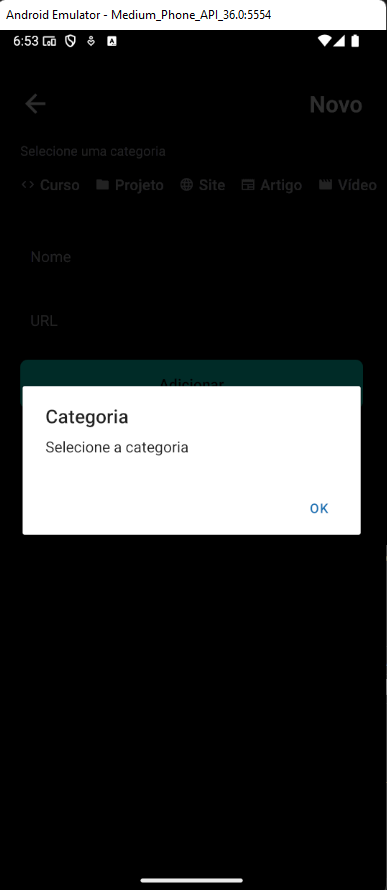 Android Emulator - Medium_Phone_API_36.0:5554
6:53
Novo
Selecione uma categoria
Curso Projeto Site Artigo Vídeo
Nome
URL
Adicionar
Categoria
Selecione a categoria
OK